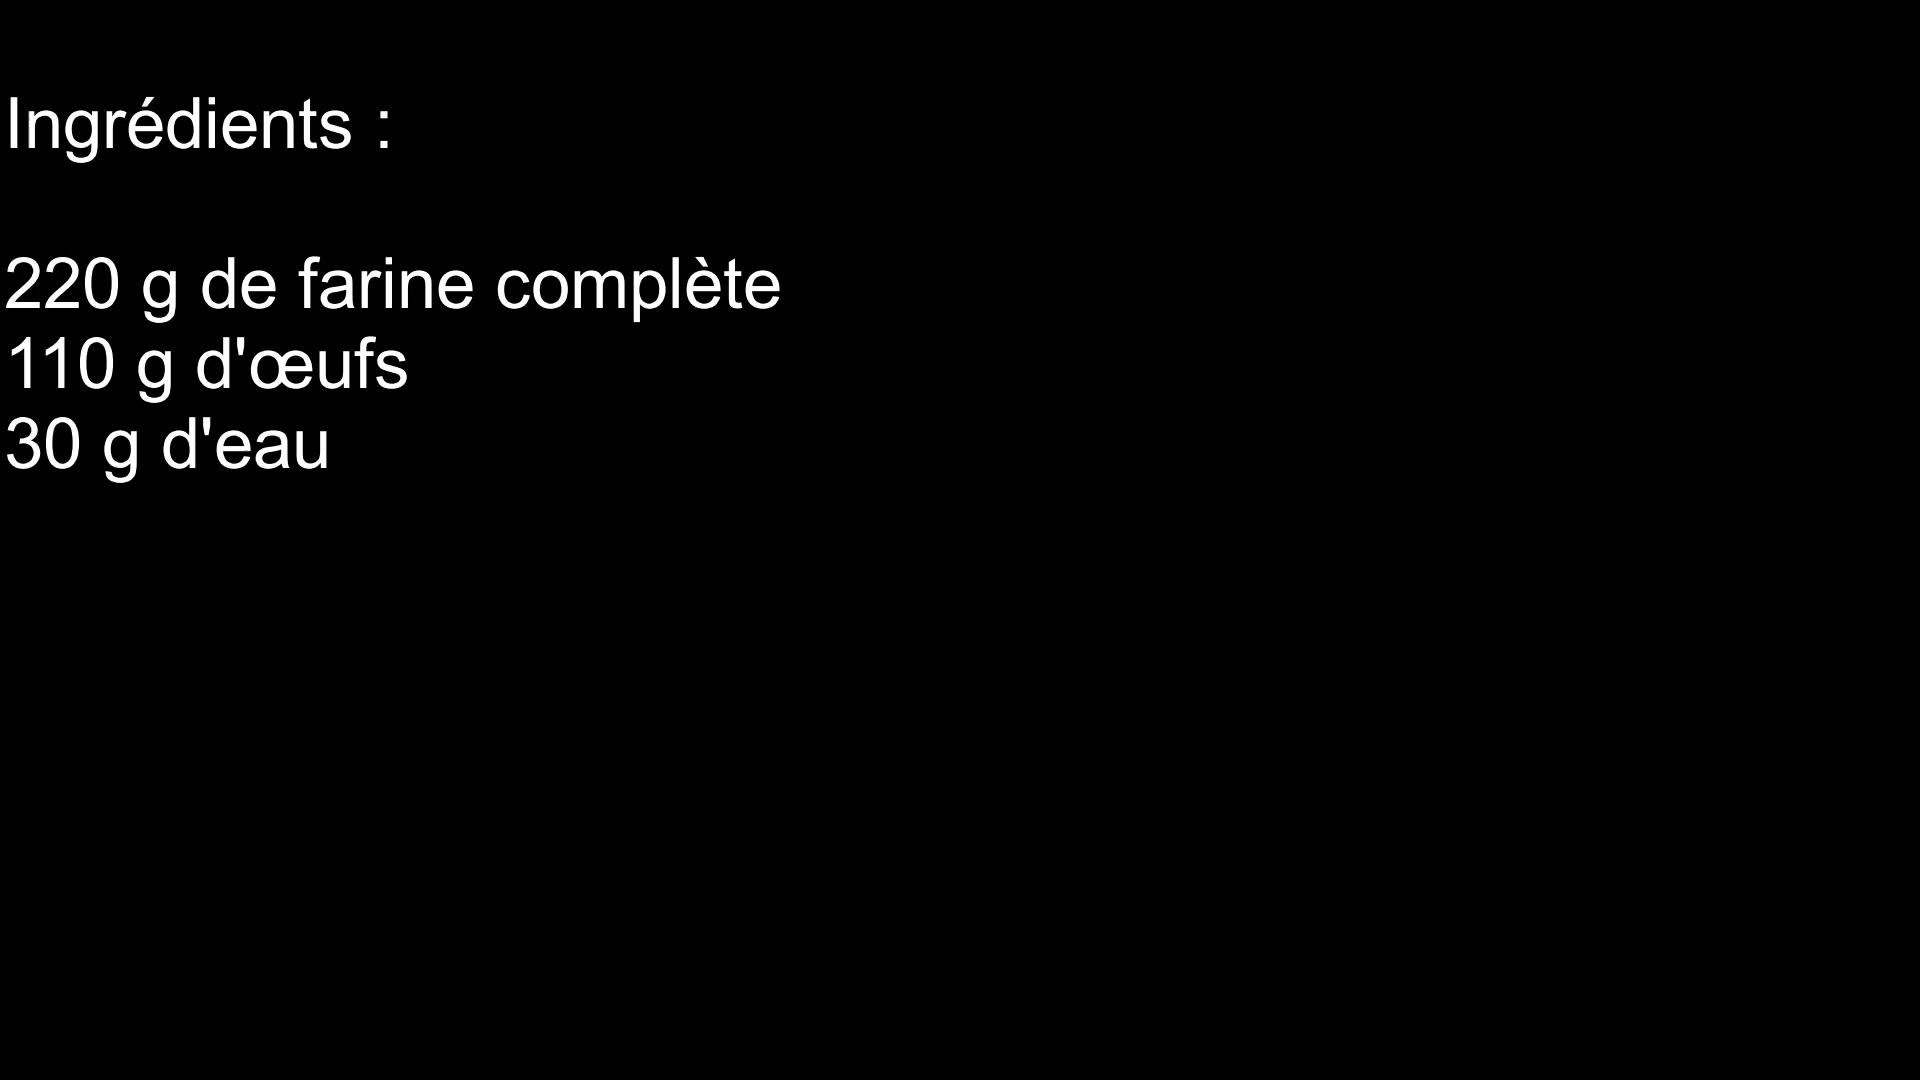 Ingrédients :
220 g de farine complète
110 g d'œufs
30 g d'eau